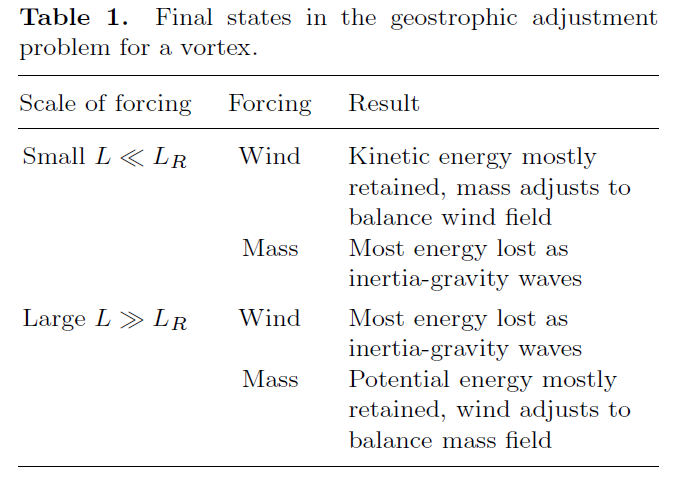 Table 1. Final states in the geostrophic adjustment
problem for a vortex.
Scale of forcing Forcing Result
Small L ≪ L_R Wind Kinetic energy mostly
retained, mass adjusts to
balance wind field
Mass Most energy lost as
inertia-gravity waves
Large L ≫ L_R Wind Most energy lost as
inertia-gravity waves
Mass Potential energy mostly
retained, wind adjusts to
balance mass field